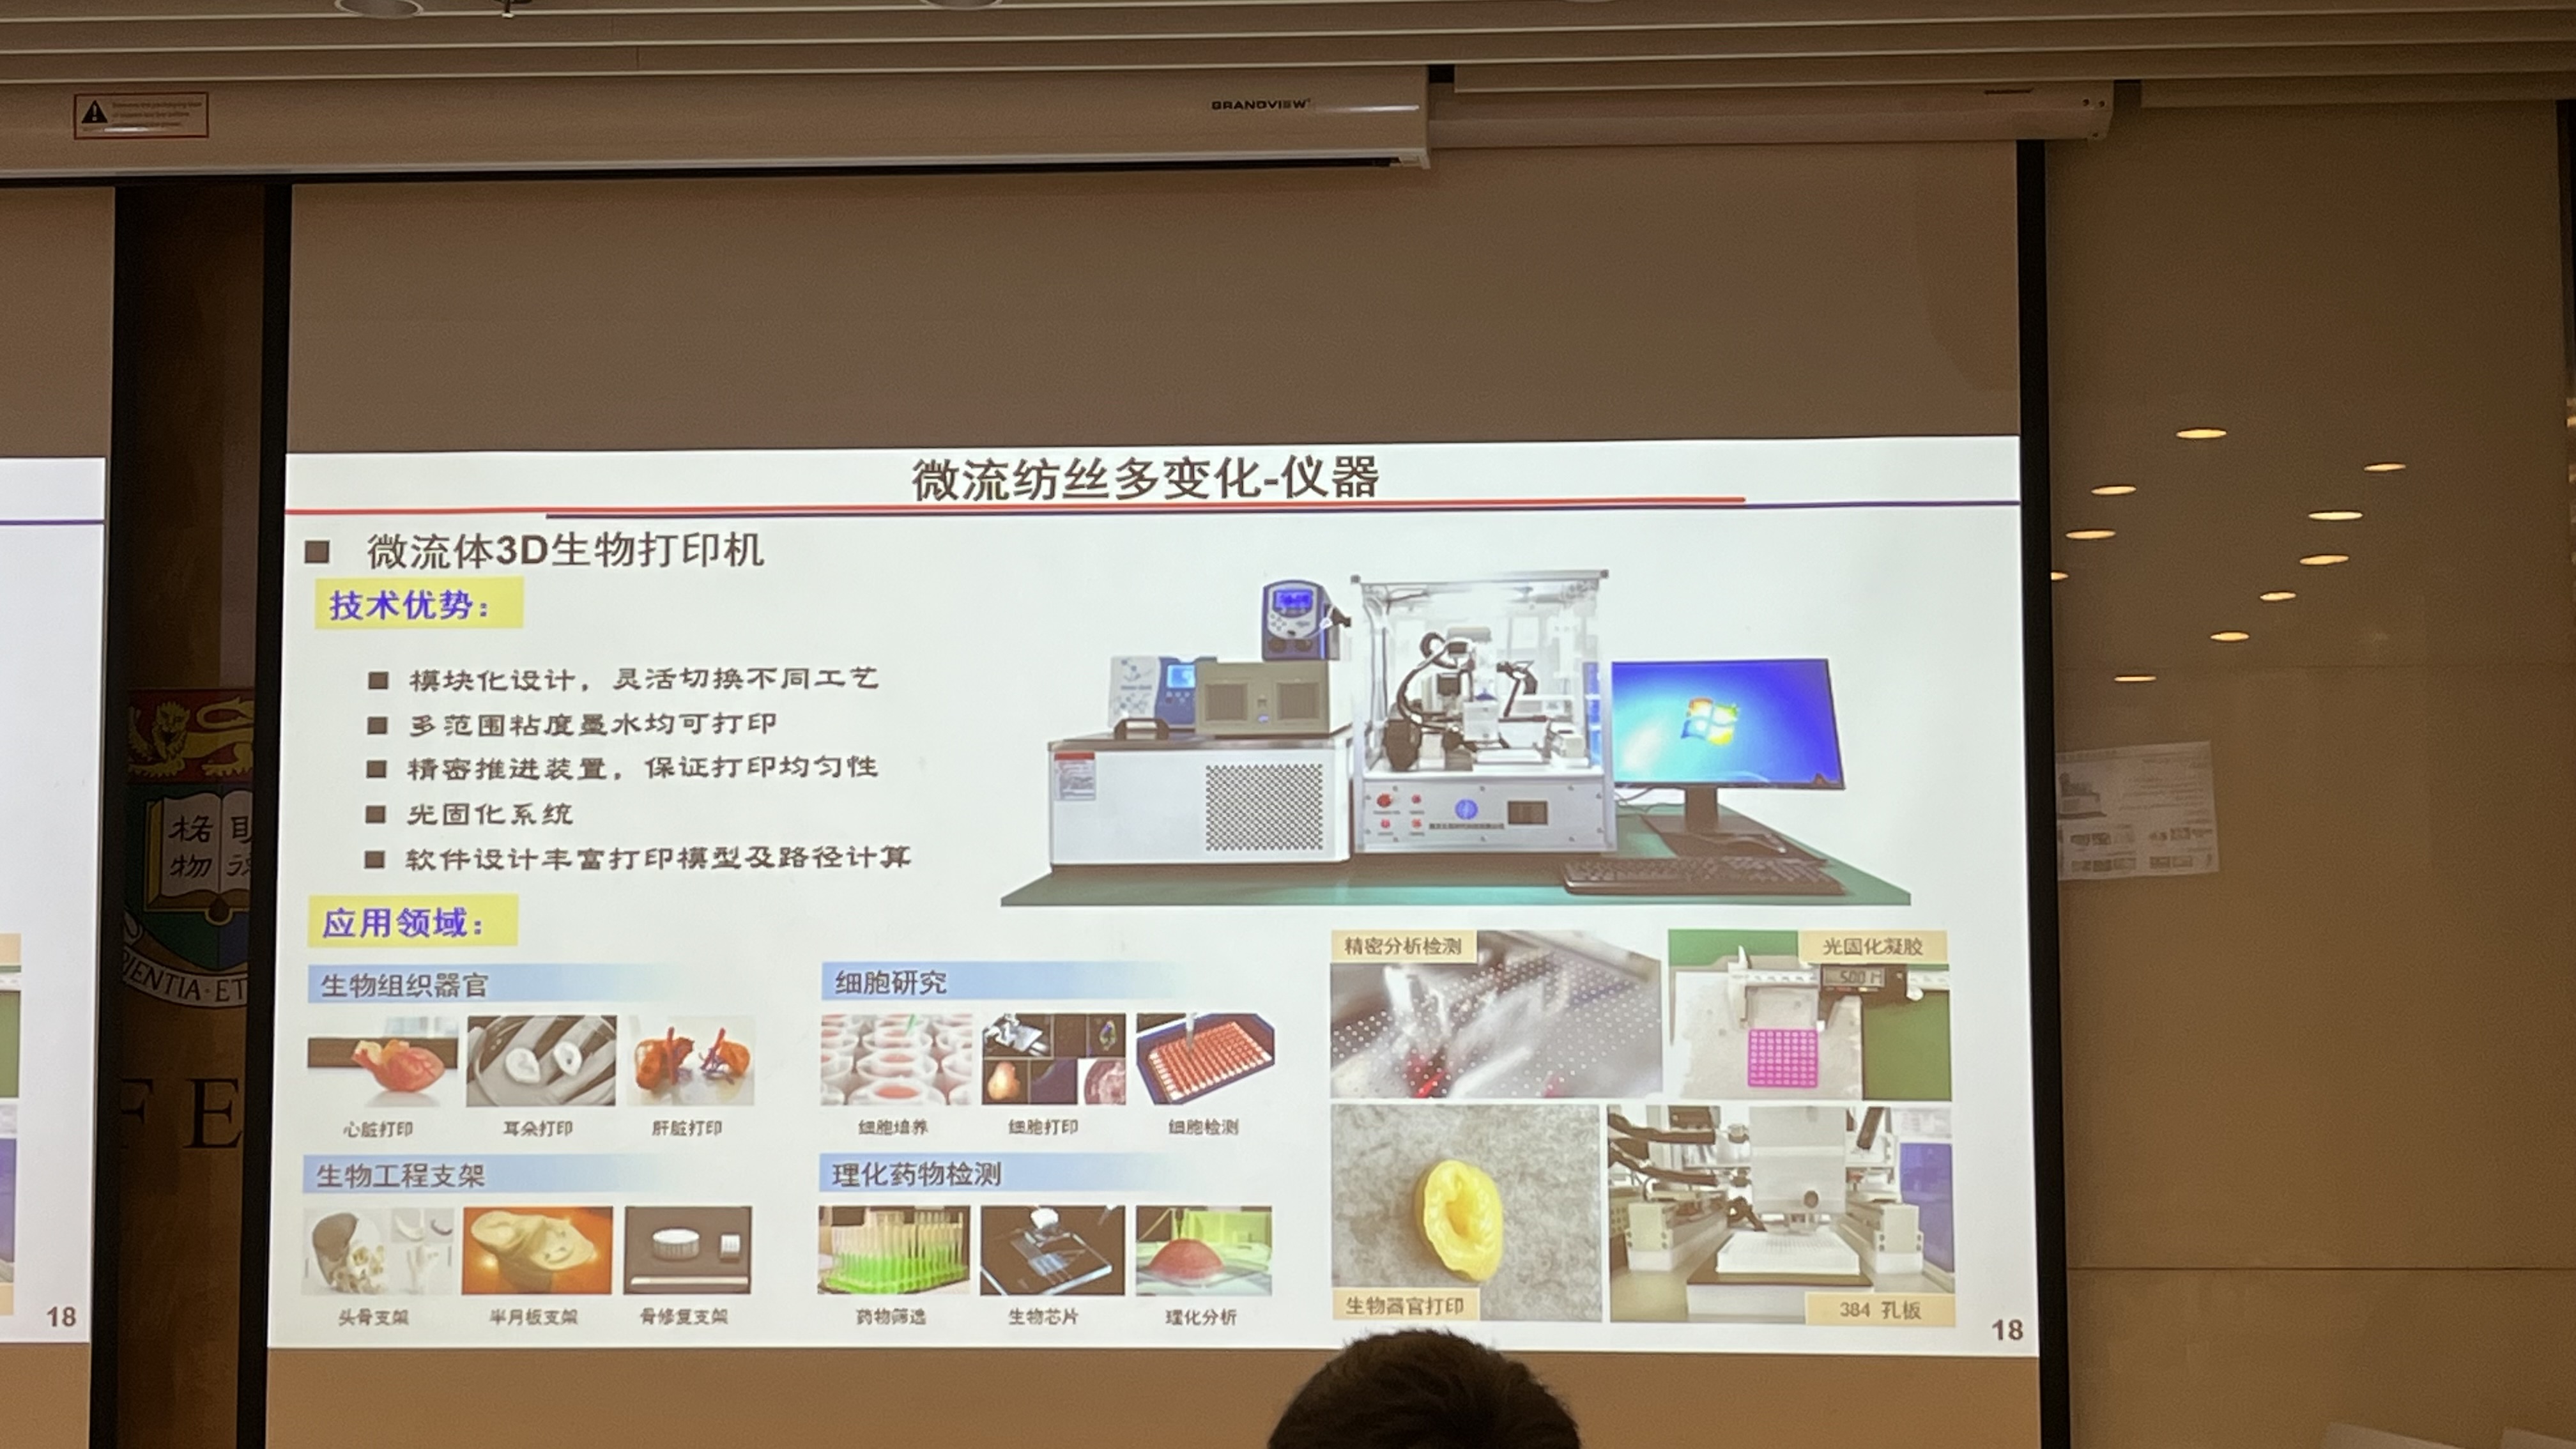 GRANDVIEW
微流纺丝多变化-仪器
微流体3D生物打印机
技术优势：
模块化设计，灵活切换不同工艺
多范围粘度墨水均可打印
精密推进装置，保证打印均匀性
光固化系统
软件设计丰富打印模型及路径计算
应用领域：
生物组织器官
心脏打印
耳朵打印
肝脏打印
细胞研究
细胞培养
细胞打印
细胞检测
生物工程支架
头骨支架
半月板支架
骨修复支架
理化药物检测
药物筛选
生物芯片
理化分析
精密分析检测
光固化凝胶
生物器官打印
384 孔板
18
18
格物
IENTIA·ET
F E